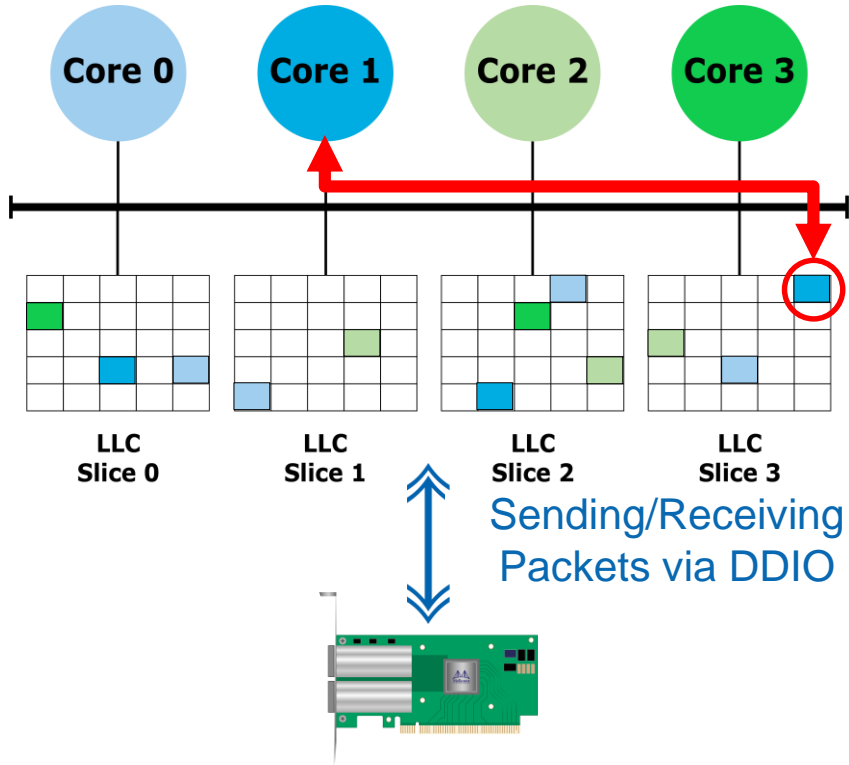 Core 0
Core 1
Core 2
Core 3
LLC
Slice 0
LLC
Slice 1
LLC
Slice 2
LLC
Slice 3
Sending/Receiving
Packets via DDIO